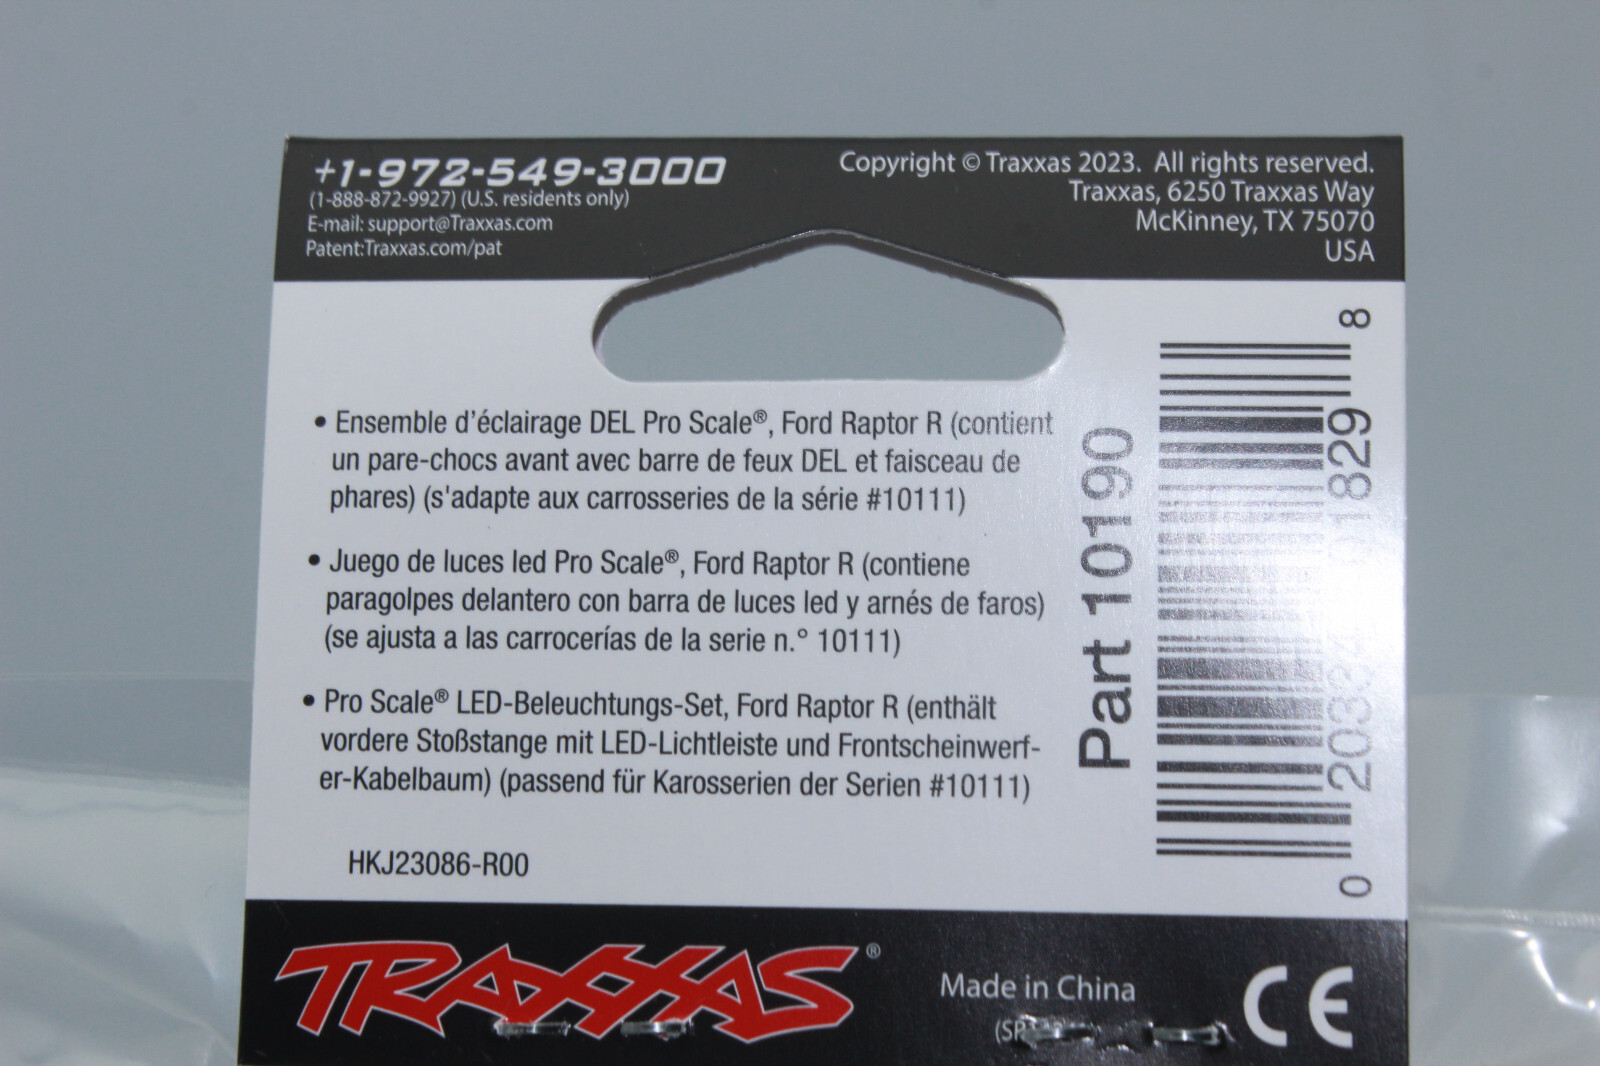 +1-972-549-3000
(1-888-872-9927) (U.S. residents only)
E-mail: support@Traxxas.com
Patent:Traxxas.com/pat
Copyright © Traxxas 2023. All rights reserved.
Traxxas, 6250 Traxxas Way
McKinney, TX 75070
USA
• Ensemble d'éclairage DEL Pro Scale®, Ford Raptor R (contient
un pare-chocs avant avec barre de feux DEL et faisceau de
phares) (s'adapte aux carrosseries de la série #10111)
• Juego de luces led Pro Scale®, Ford Raptor R (contiene
paragolpes delantero con barra de luces led y arnés de faros)
(se ajusta a las carrocerías de la serie n.° 10111)
• Pro Scale® LED-Beleuchtungs-Set, Ford Raptor R (enthält
vordere Stoßstange mit LED-Lichtleiste und Frontscheinwerf-
er-Kabelbaum) (passend für Karosserien der Serien #10111)
HKJ23086-R00
Part 10190
0 20334 01829 8
TRAXXAS®
Made in China
CE